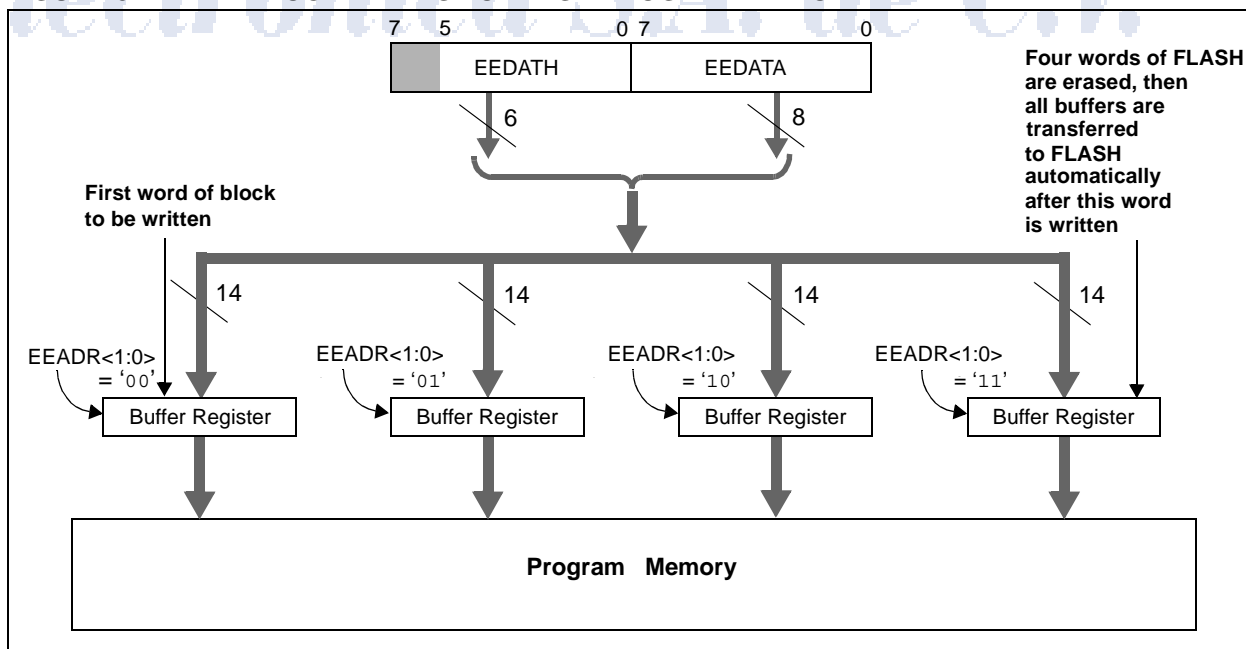 ectrónica S.A. de C.V.
7 5 0 7 0
EEDATH EEDATA
6 8
Four words of FLASH
are erased, then
all buffers are
transferred
to FLASH
automatically
after this word
is written
First word of block
to be written
14 14 14 14
EEADR<1:0>
= ‘00’
EEADR<1:0>
= ‘01’
EEADR<1:0>
= ‘10’
EEADR<1:0>
= ‘11’
Buffer Register Buffer Register Buffer Register Buffer Register
Program Memory